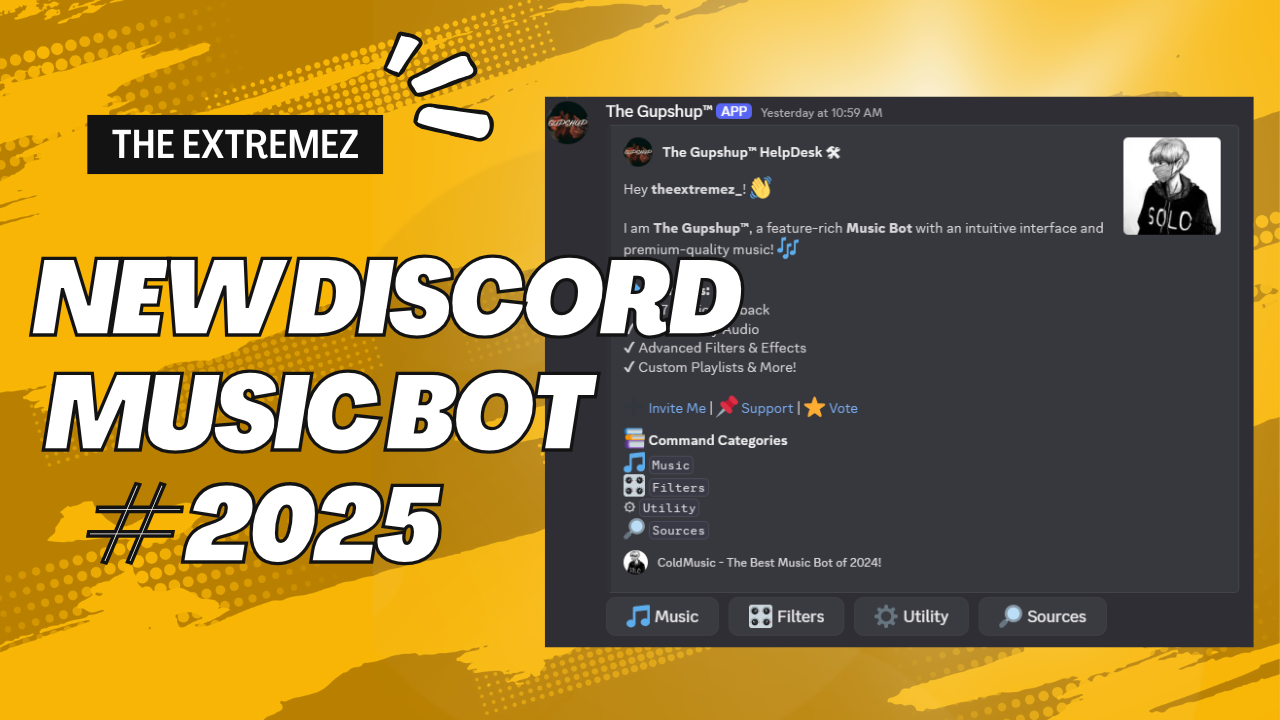 THE EXTREMEZ
NEW DISCORD
MUSIC BOT
#2025
The Gupshup™ APP Yesterday at 10:59 AM
GUPSHUP
The Gupshup™ HelpDesk 🛠
Hey theextremez_! 👋
SOLO
I am The Gupshup™, a feature-rich Music Bot with an intuitive interface and
premium-quality music! 🎶
Audio
✓ Advanced Filters & Effects
✓ Custom Playlists & More!
Invite Me | 📌 Support | ⭐ Vote
📚 Command Categories
🎵 Music
🎛 Filters
⚙ Utility
🔎 Sources
ColdMusic - The Best Music Bot of 2024!
🎵 Music 🎛 Filters ⚙ Utility 🔎 Sources